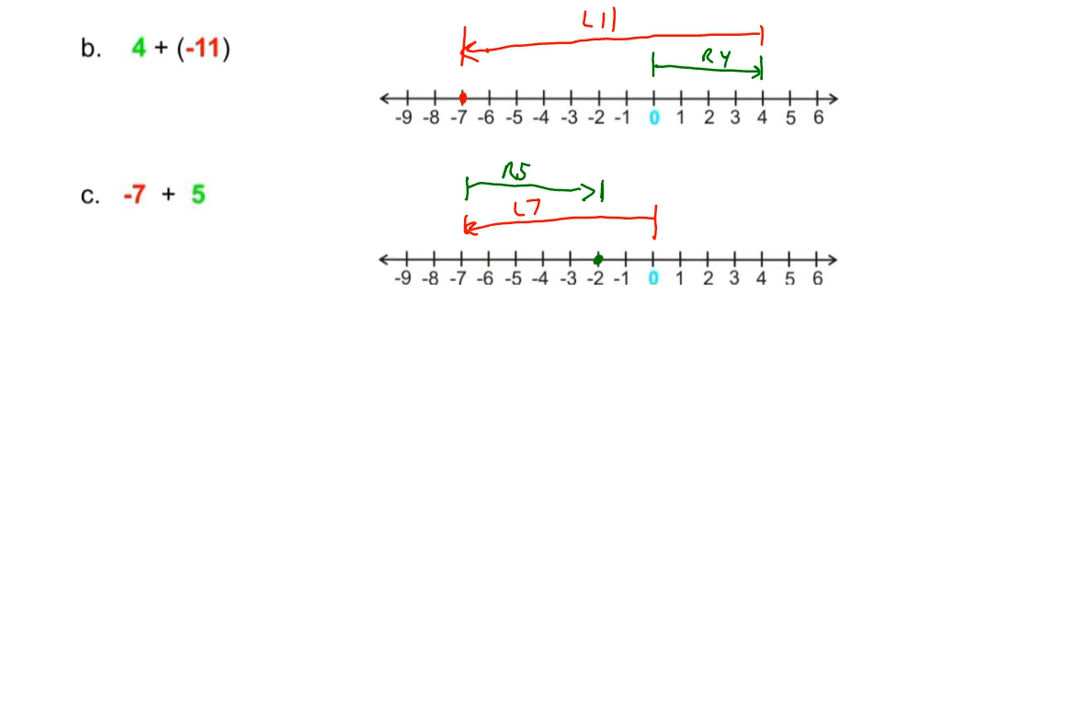 L11
b. 4 + (-11)
R4
-9 -8 -7 -6 -5 -4 -3 -2 -1 0 1 2 3 4 5 6
R5
c. -7 + 5
L7
-9 -8 -7 -6 -5 -4 -3 -2 -1 0 1 2 3 4 5 6